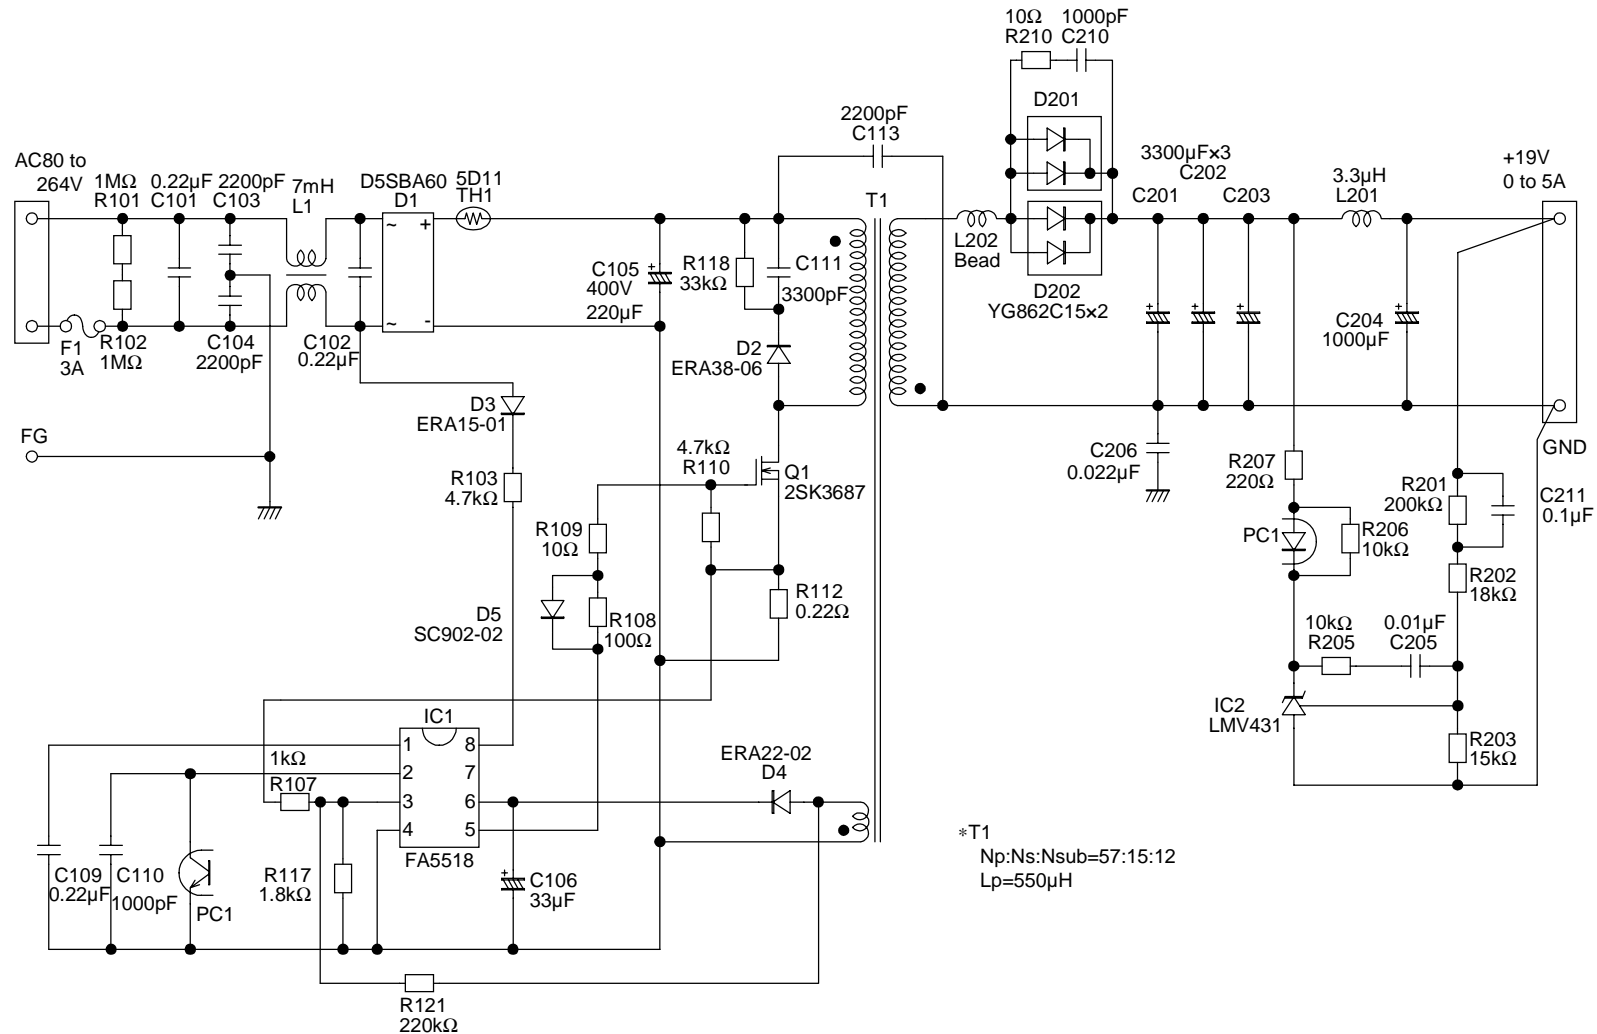 10Ω 1000pF
R210 C210
D201
2200pF
C113
AC80 to
264V
1MΩ
R101
0.22µF
C101
2200pF
C103
7mH
L1
D5SBA60
D1
5D11
TH1
T1
3300µF×3
C202
C201
C203
3.3µH
L201
+19V
0 to 5A
~
+
~
-
L202
Bead
D202
YG862C15×2
+
C105
400V
220µF
R118
33kΩ
C111
3300pF
+
+
+
+
C204
1000µF
F1
3A
R102
1MΩ
C104
2200pF
C102
0.22µF
D2
ERA38-06
D3
ERA15-01
FG
GND
4.7kΩ
R110
Q1
2SK3687
C206
0.022µF
R207
220Ω
R103
4.7kΩ
R201
200kΩ
C211
0.1µF
R109
10Ω
PC1
R206
10kΩ
R202
18kΩ
R112
0.22Ω
D5
SC902-02
R108
100Ω
10kΩ
R205
0.01µF
C205
IC2
LMV431
R203
15kΩ
IC1
1 8
2 7
3 6
4 5
FA5518
1kΩ
R107
ERA22-02
D4
C109
0.22µF
C110
1000pF
PC1
R117
1.8kΩ
+
C106
33µF
*T1
Np:Ns:Nsub=57:15:12
Lp=550µH
R121
220kΩ